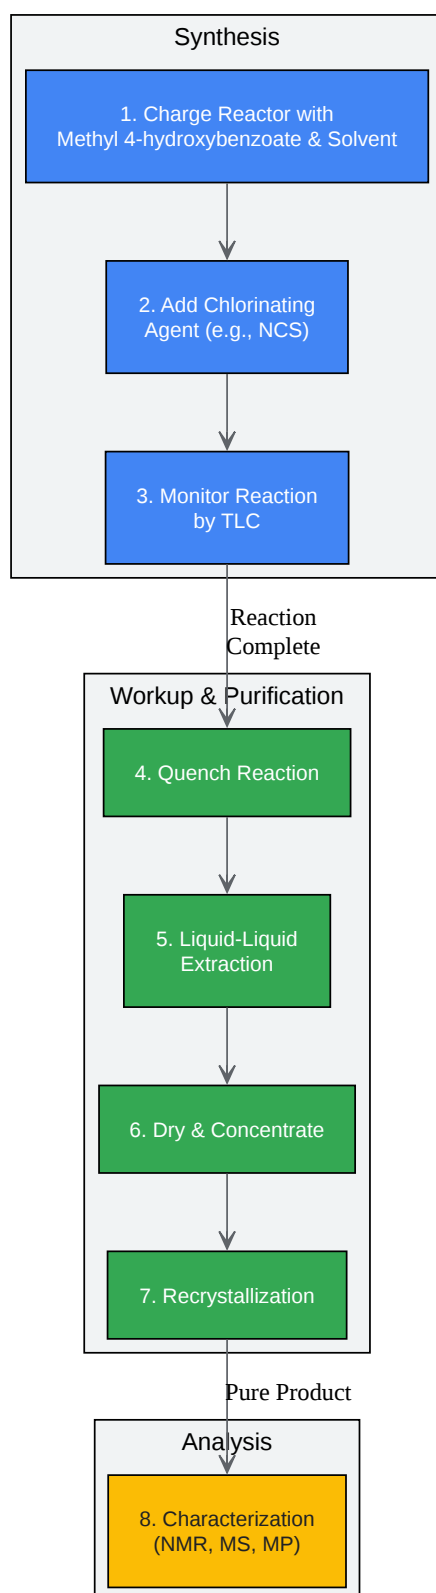 Synthesis
1. Charge Reactor with
Methyl 4-hydroxybenzoate & Solvent
2. Add Chlorinating
Agent (e.g., NCS)
3. Monitor Reaction
by TLC
Reaction
Complete
Workup & Purification
4. Quench Reaction
5. Liquid-Liquid
Extraction
6. Dry & Concentrate
7. Recrystallization
Pure Product
Analysis
8. Characterization
(NMR, MS, MP)